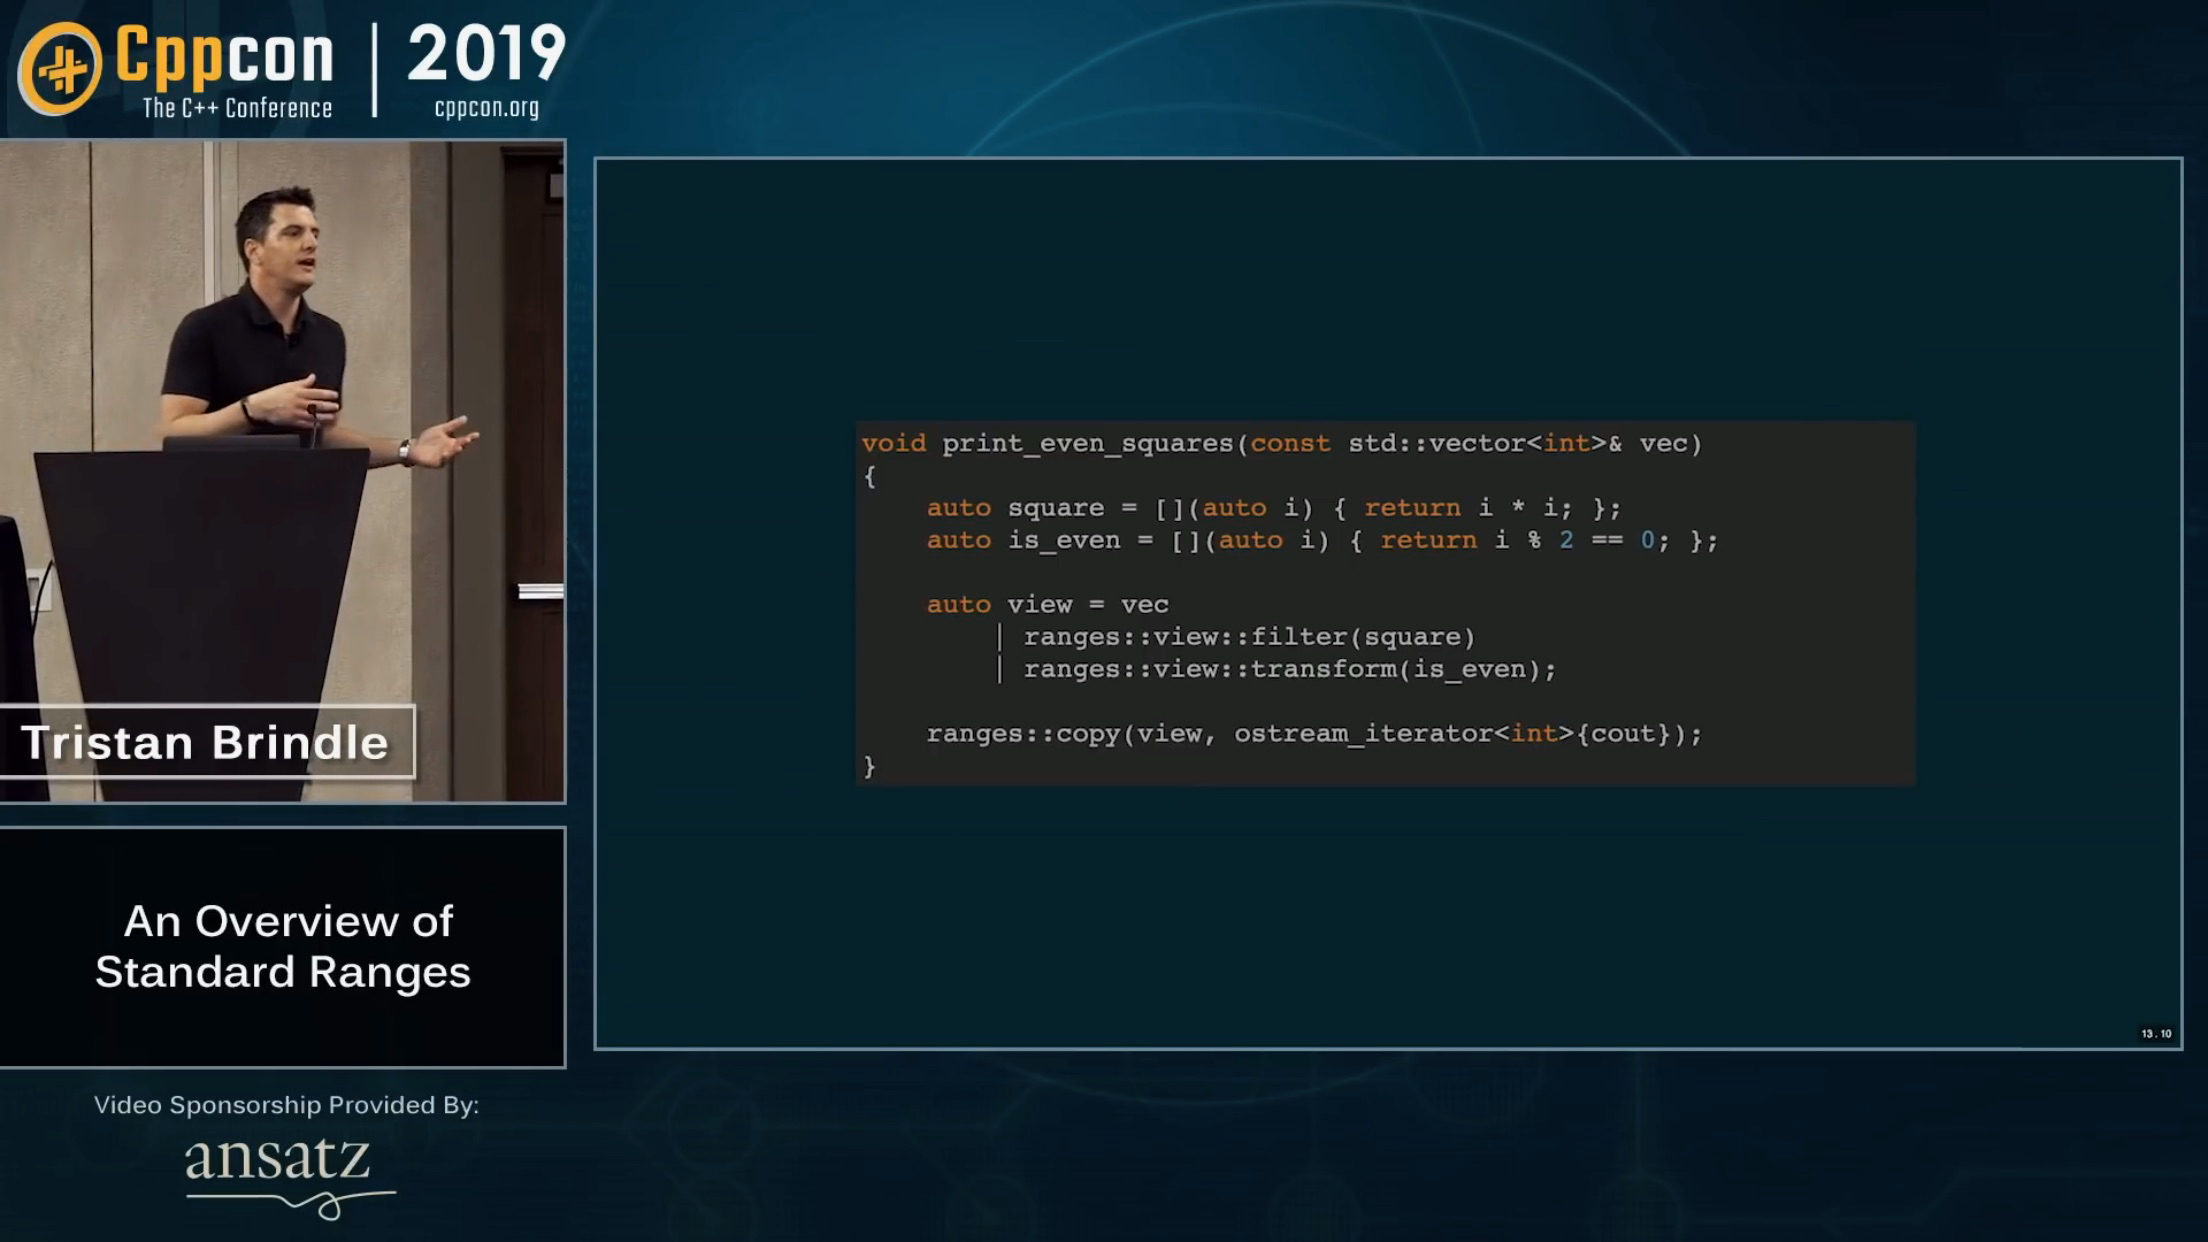 Cppcon
The C++ Conference
2019
cppcon.org
void print_even_squares(const std::vector<int>& vec)
{
    auto square = [](auto i) { return i * i; };
    auto is_even = [](auto i) { return i % 2 == 0; };
    auto view = vec
        | ranges::view::filter(square)
        | ranges::view::transform(is_even);
    ranges::copy(view, ostream_iterator<int>{cout});
}
13.10
Tristan Brindle
An Overview of
Standard Ranges
Video Sponsorship Provided By:
ansatz